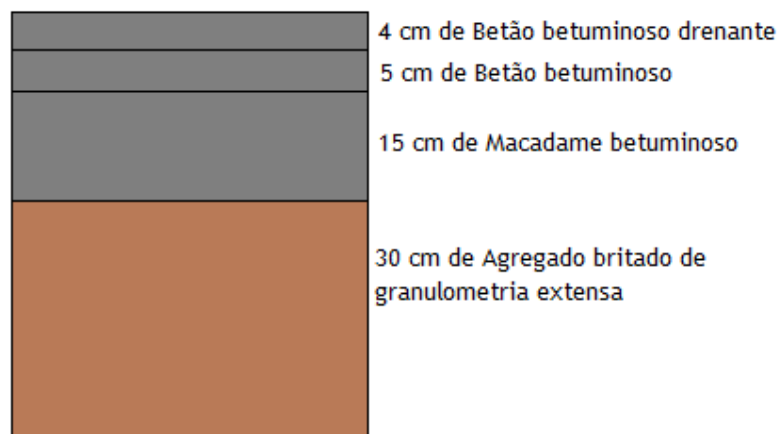 4 cm de Betão betuminoso drenante
5 cm de Betão betuminoso
15 cm de Macadame betuminoso
30 cm de Agregado britado de
granulometria extensa